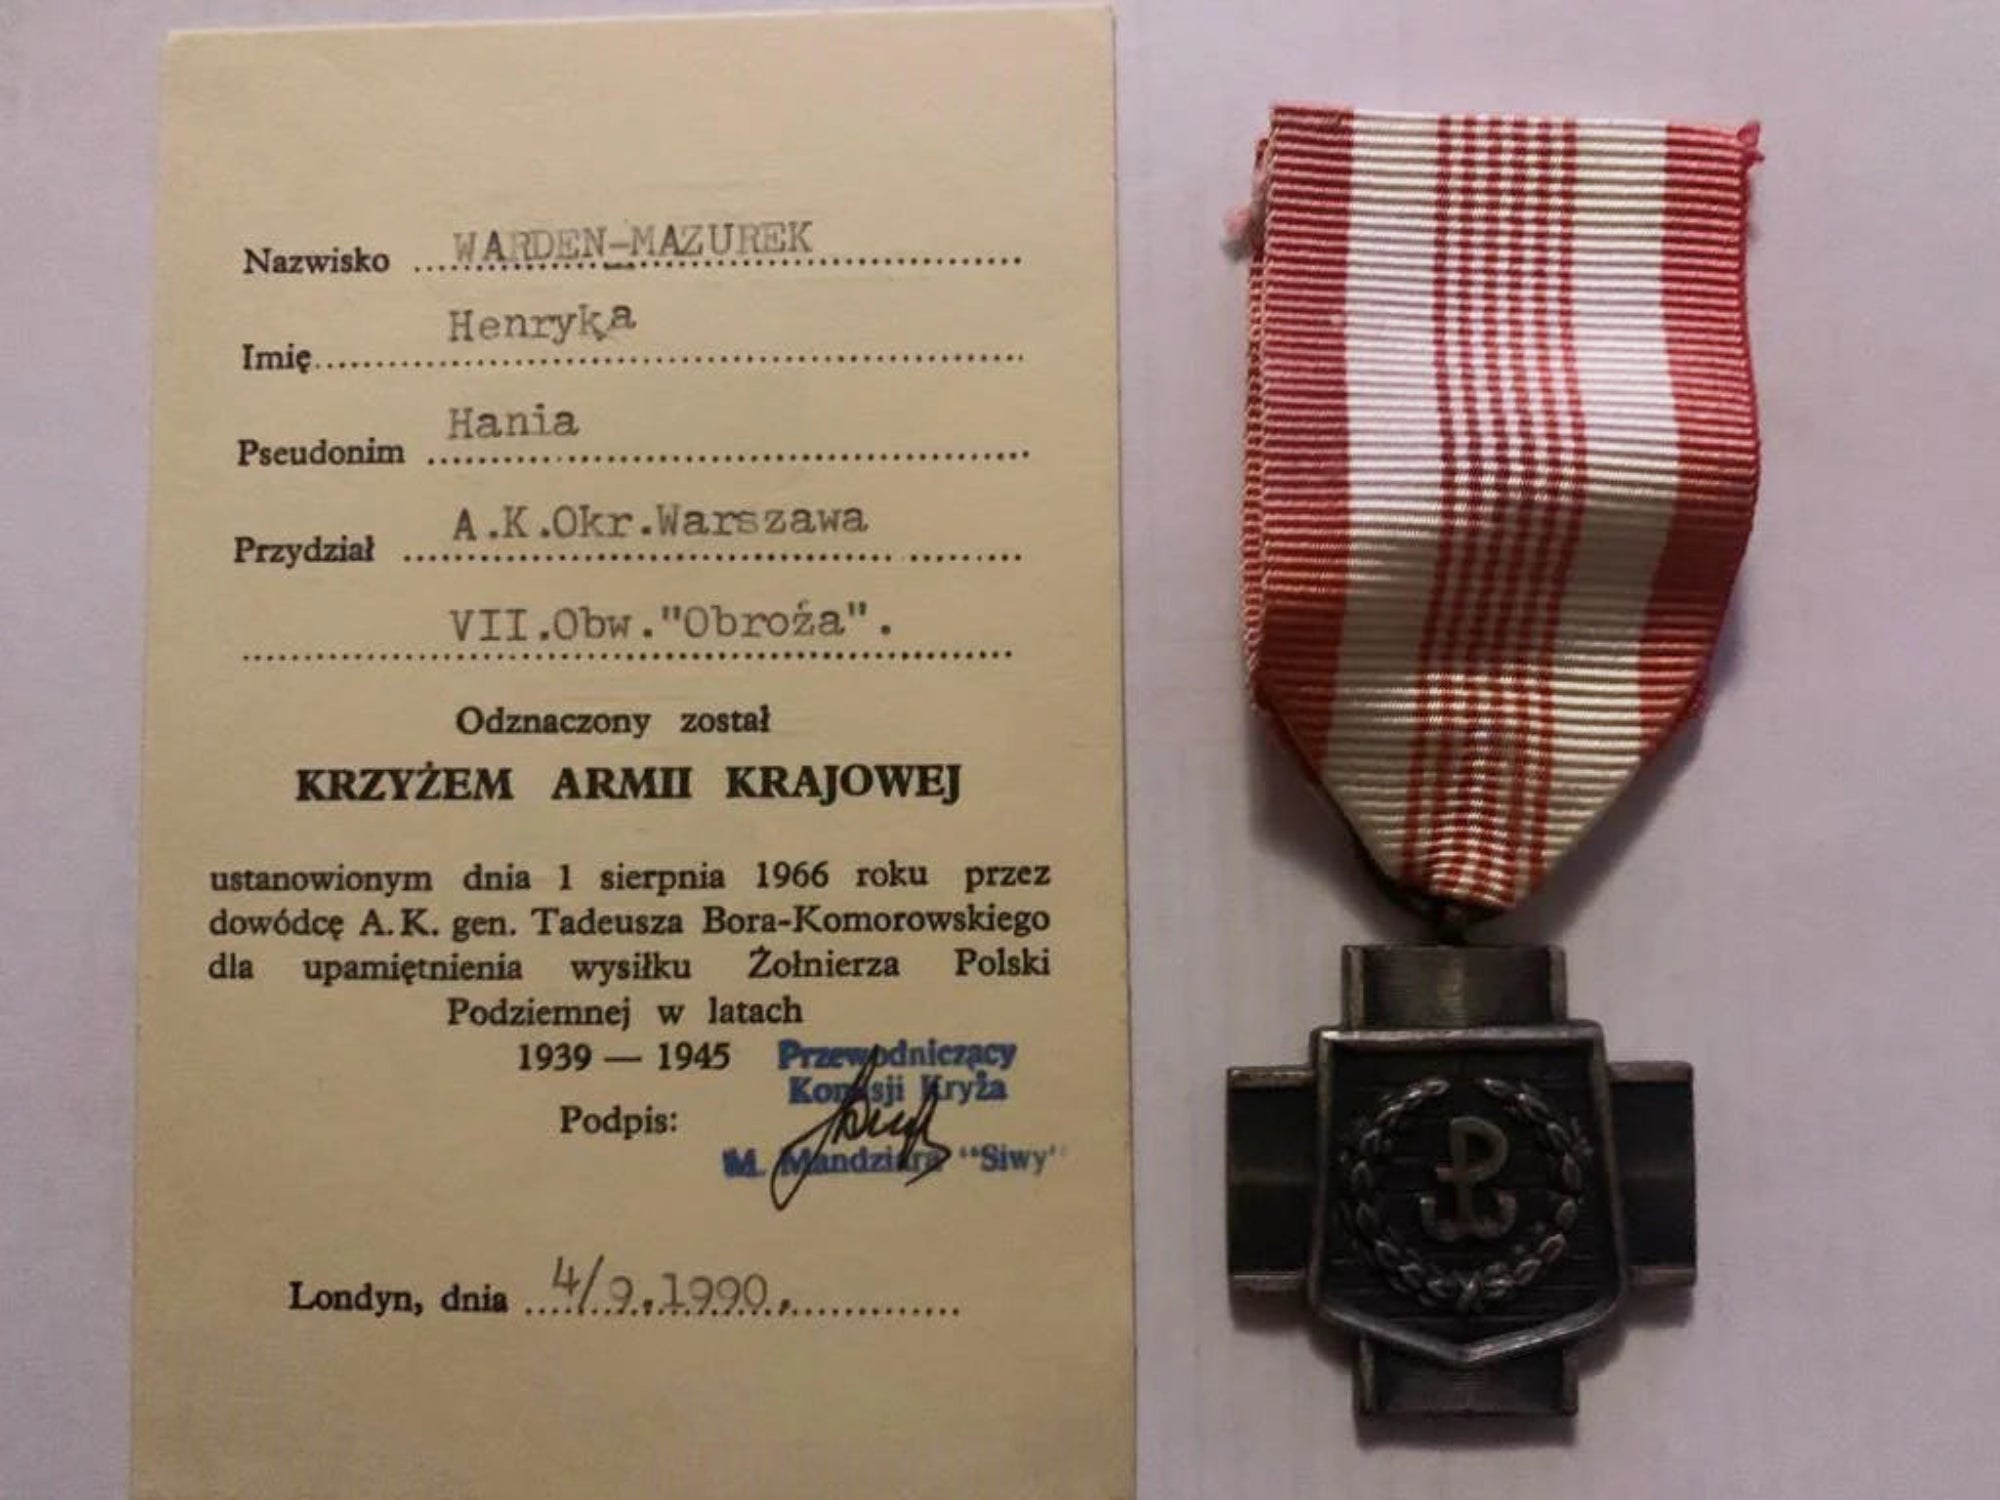 Nazwisko WARDEN-MAZUREK
Imię Henryka
Pseudonim Hania
Przydział A.K.Okr.Warszawa
VII.Obw."Obroża".
Odznaczony został
KRZYŻEM ARMII KRAJOWEJ
ustanowionym dnia 1 sierpnia 1966 roku przez
dowódcę A.K. gen. Tadeusza Bora-Komorowskiego
dla upamiętnienia wysiłku Żołnierza Polski
Podziemnej w latach
1939 — 1945
Przewodniczący
Komisji Kryża
Podpis:
M. Mandziara "Siwy"
Londyn, dnia 4/9.1990.